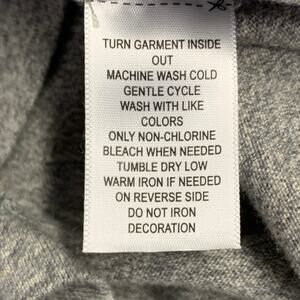 TURN GARMENT INSIDE
OUT
MACHINE WASH COLD
GENTLE CYCLE
WASH WITH LIKE
COLORS
ONLY NON-CHLORINE
BLEACH WHEN NEEDED
TUMBLE DRY LOW
WARM IRON IF NEEDED
ON REVERSE SIDE
DO NOT IRON
DECORATION